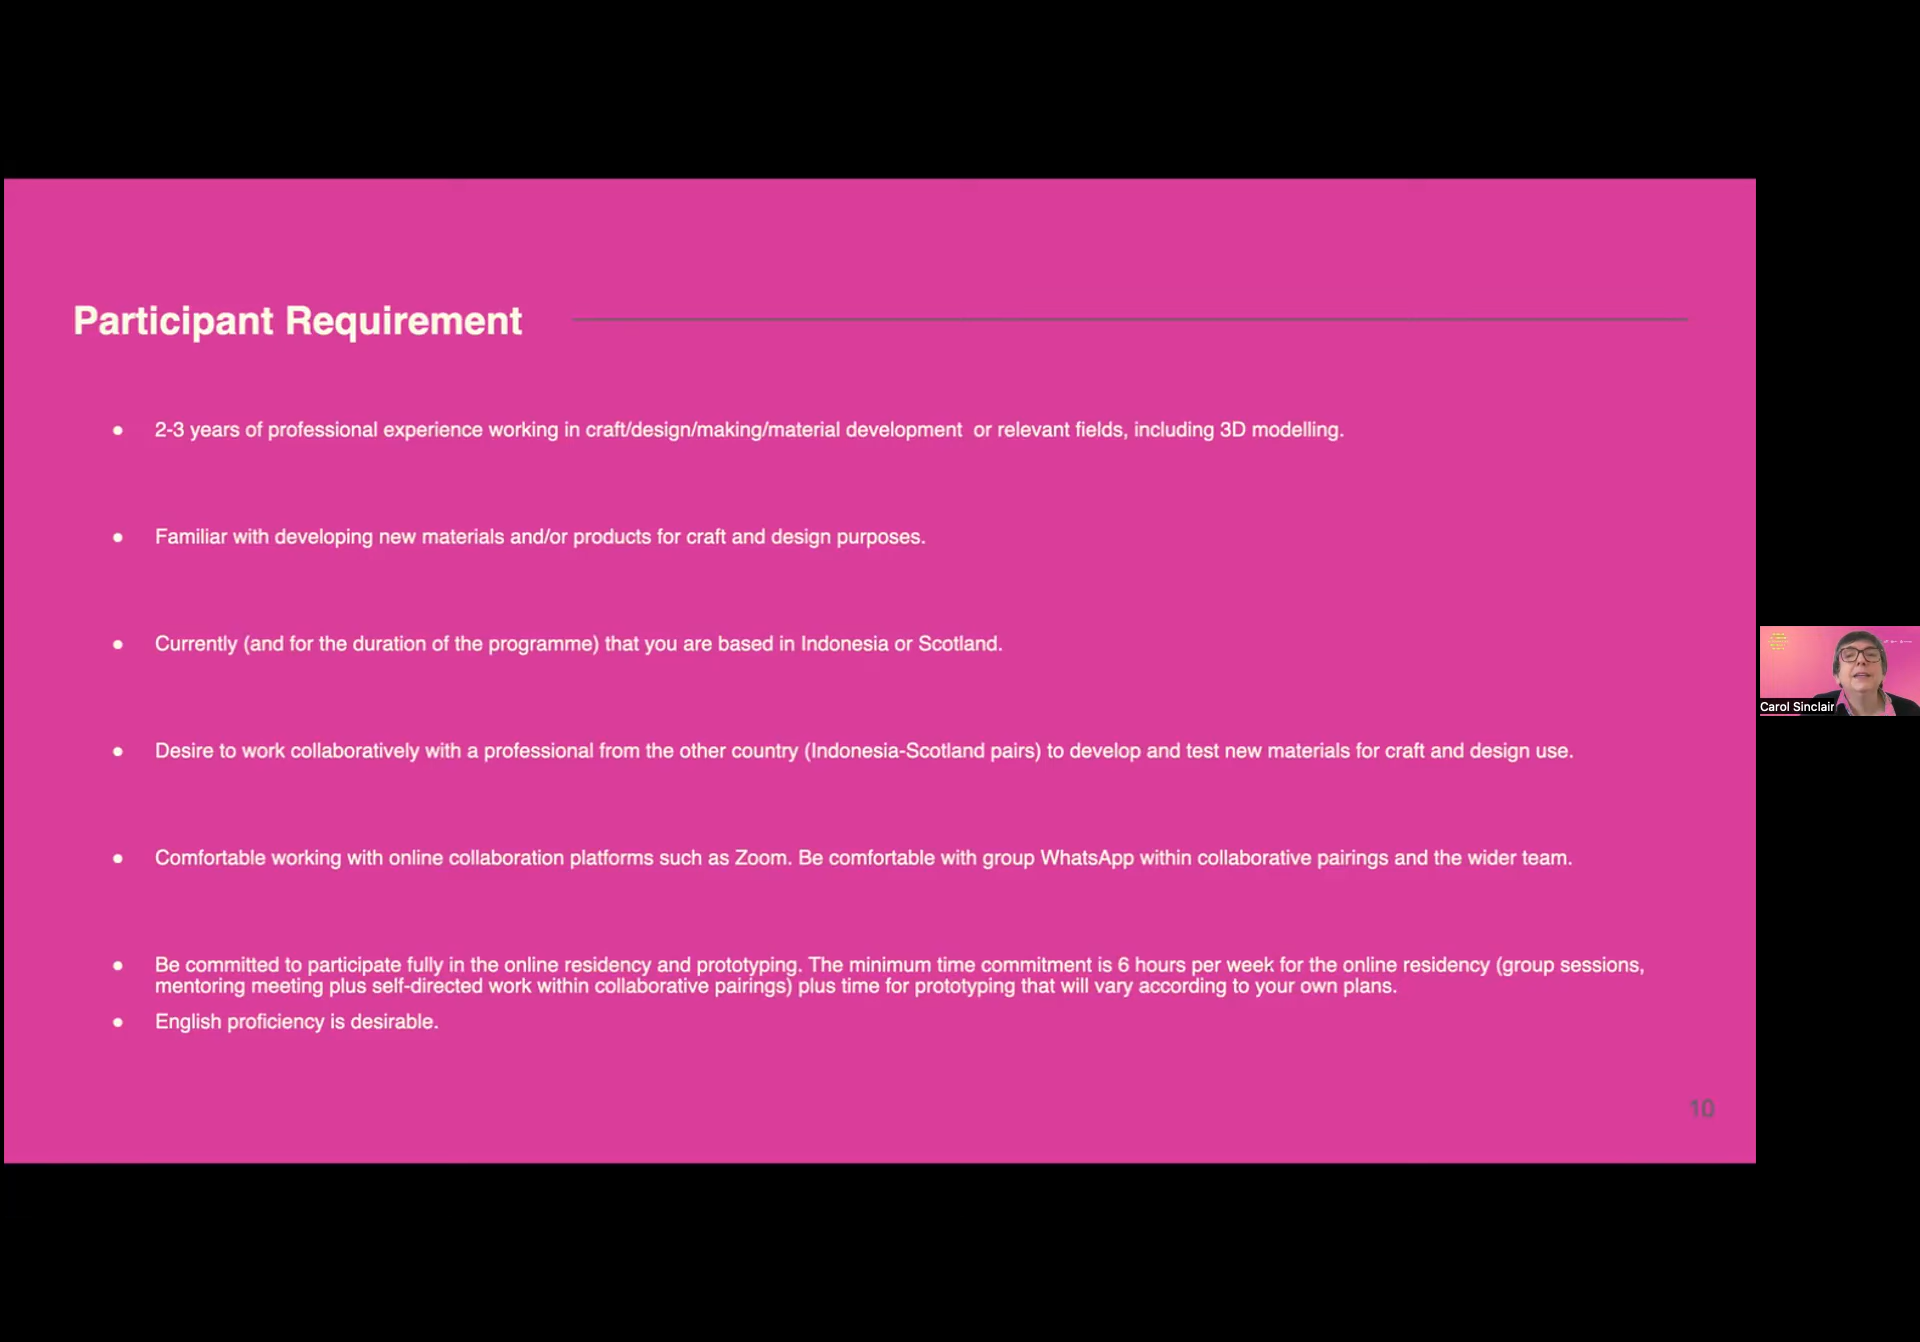 Participant Requirement
● 2-3 years of professional experience working in craft/design/making/material development  or relevant fields, including 3D modelling.
● Familiar with developing new materials and/or products for craft and design purposes.
● Currently (and for the duration of the programme) that you are based in Indonesia or Scotland.
● Desire to work collaboratively with a professional from the other country (Indonesia-Scotland pairs) to develop and test new materials for craft and design use.
● Comfortable working with online collaboration platforms such as Zoom. Be comfortable with group WhatsApp within collaborative pairings and the wider team.
● Be committed to participate fully in the online residency and prototyping. The minimum time commitment is 6 hours per week for the online residency (group sessions,
mentoring meeting plus self-directed work within collaborative pairings) plus time for prototyping that will vary according to your own plans.
● English proficiency is desirable.
10
Carol Sinclair